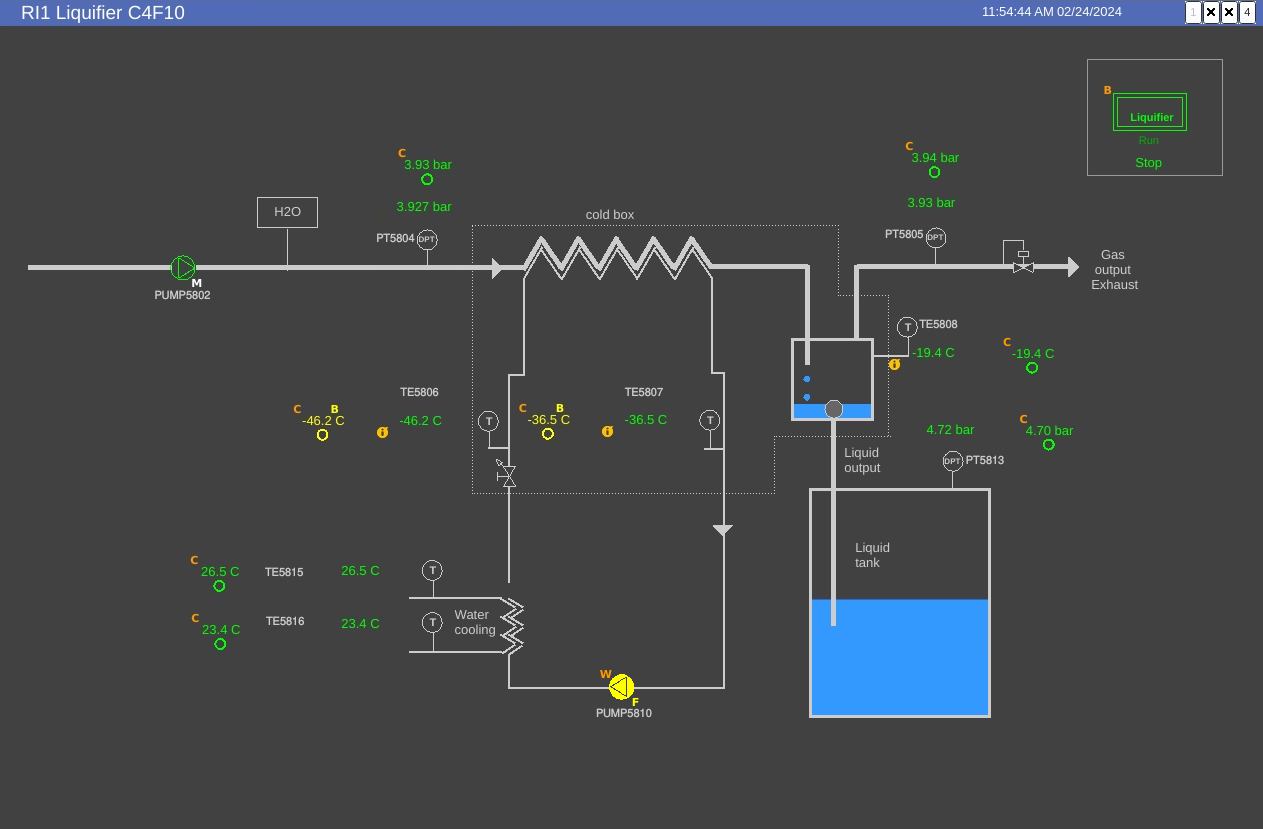 RI1 Liquifier C4F10
11:54:44 AM 02/24/2024
1
4
B
Liquifier
Run
Stop
C
3.93 bar
3.927 bar
C
3.94 bar
3.93 bar
H2O
PT5804
DPT
cold box
PT5805
DPT
Gas
output
Exhaust
M
PUMP5802
T
TE5808
-19.4 C
i
C
-19.4 C
TE5806
TE5807
C
B
-46.2 C
i
-46.2 C
T
C
B
-36.5 C
i
-36.5 C
T
4.72 bar
C
4.70 bar
Liquid
output
DPT
PT5813
Liquid
tank
C
26.5 C
TE5815
26.5 C
T
C
23.4 C
TE5816
23.4 C
T
Water
cooling
W
F
PUMP5810